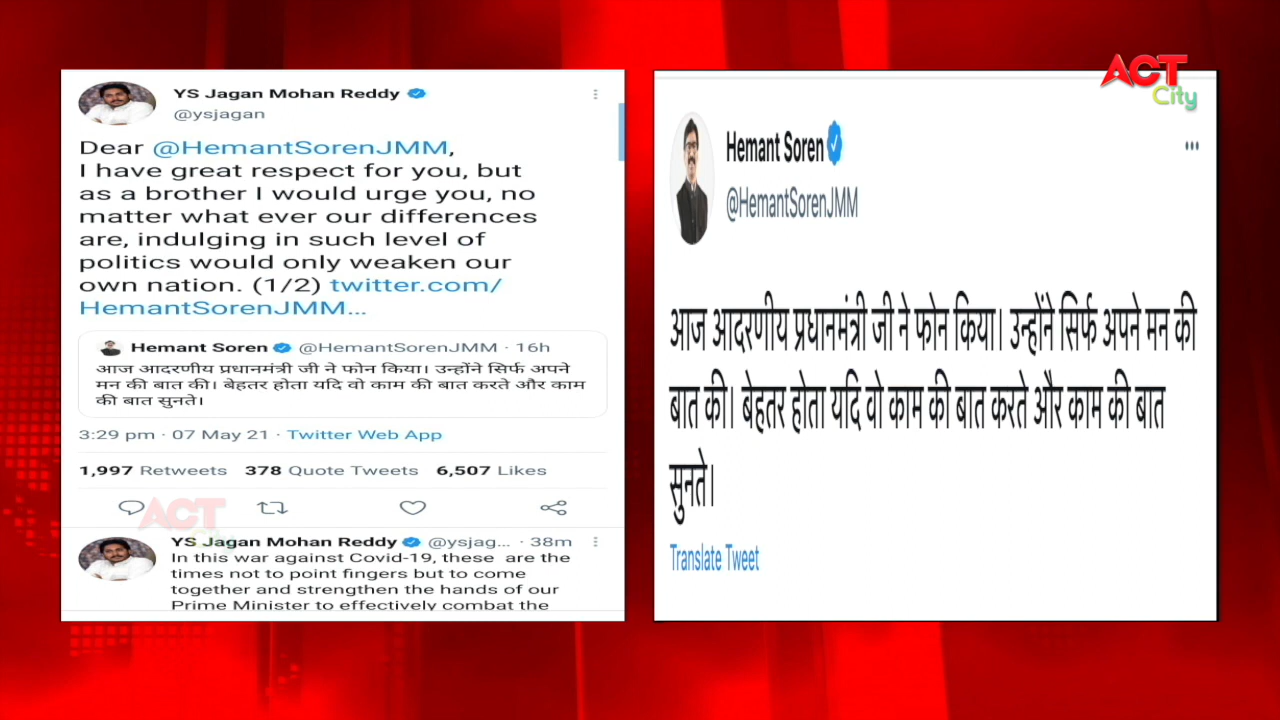 YS Jagan Mohan Reddy
@ysjagan
Dear @HemantSorenJMM,
I have great respect for you, but
as a brother I would urge you, no
matter what ever our differences
are, indulging in such level of
politics would only weaken our
own nation. (1/2) twitter.com/
HemantSorenJMM...
Hemant Soren @HemantSorenJMM · 16h
आज आदरणीय प्रधानमंत्री जी ने फोन किया। उन्होंने सिर्फ अपने
मन की बात की। बेहतर होता यदि वो काम की बात करते और काम
की बात सुनते।
3:29 pm · 07 May 21 · Twitter Web App
1,997 Retweets 378 Quote Tweets 6,507 Likes
ACT
City
YS Jagan Mohan Reddy @ysjag... · 38m
In this war against Covid-19, these are the
times not to point fingers but to come
together and strengthen the hands of our
Prime Minister to effectively combat the
ACT
City
Hemant Soren
@HemantSorenJMM
आज आदरणीय प्रधानमंत्री जी ने फोन किया। उन्होंने सिर्फ अपने मन की
बात की। बेहतर होता यदि वो काम की बात करते और काम की बात
सुनते।
Translate Tweet